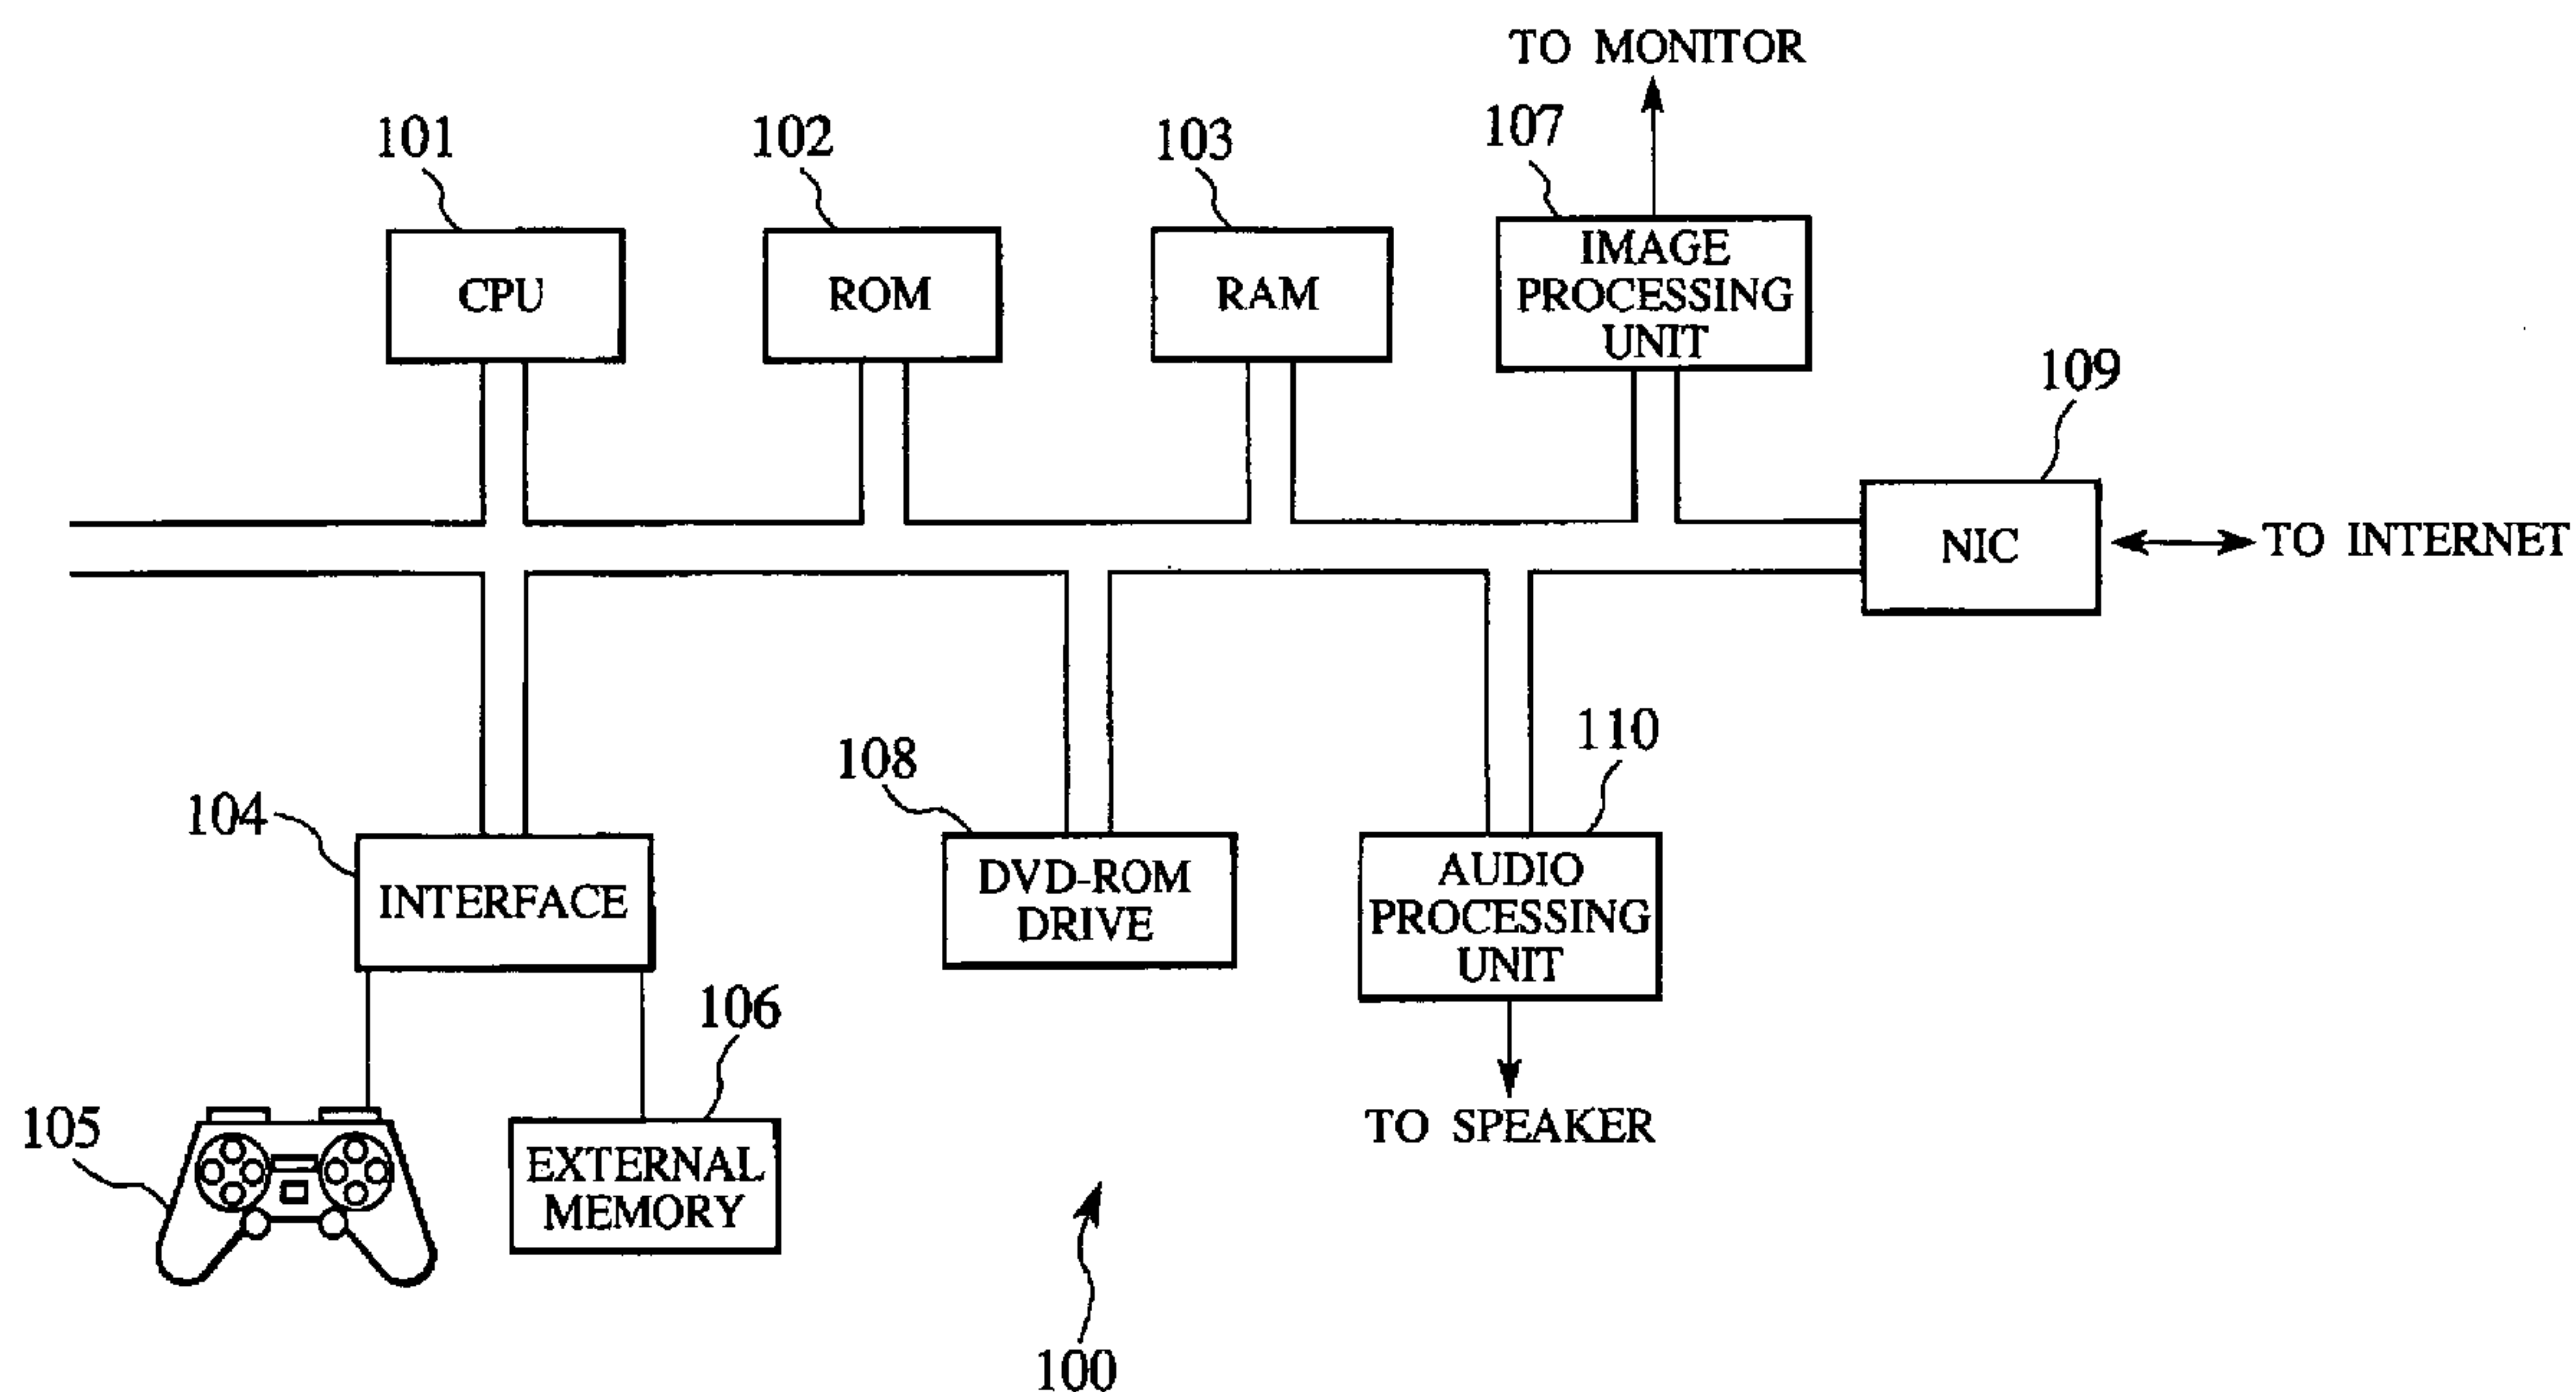 TO MONITOR
107
101
102
103
CPU
ROM
RAM
IMAGE
PROCESSING
UNIT
109
NIC
TO INTERNET
104
INTERFACE
108
DVD-ROM
DRIVE
110
AUDIO
PROCESSING
UNIT
105
106
EXTERNAL
MEMORY
TO SPEAKER
100